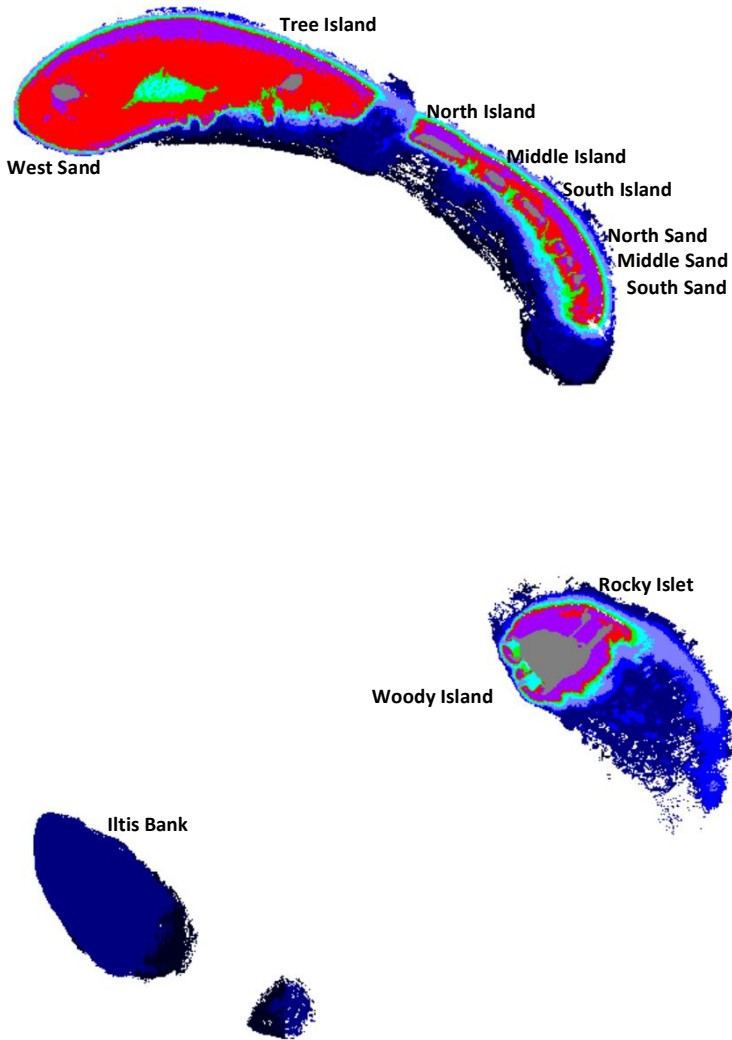 Tree Island
North Island
Middle Island
West Sand
South Island
North Sand
Middle Sand
South Sand
Rocky Islet
Woody Island
Iltis Bank